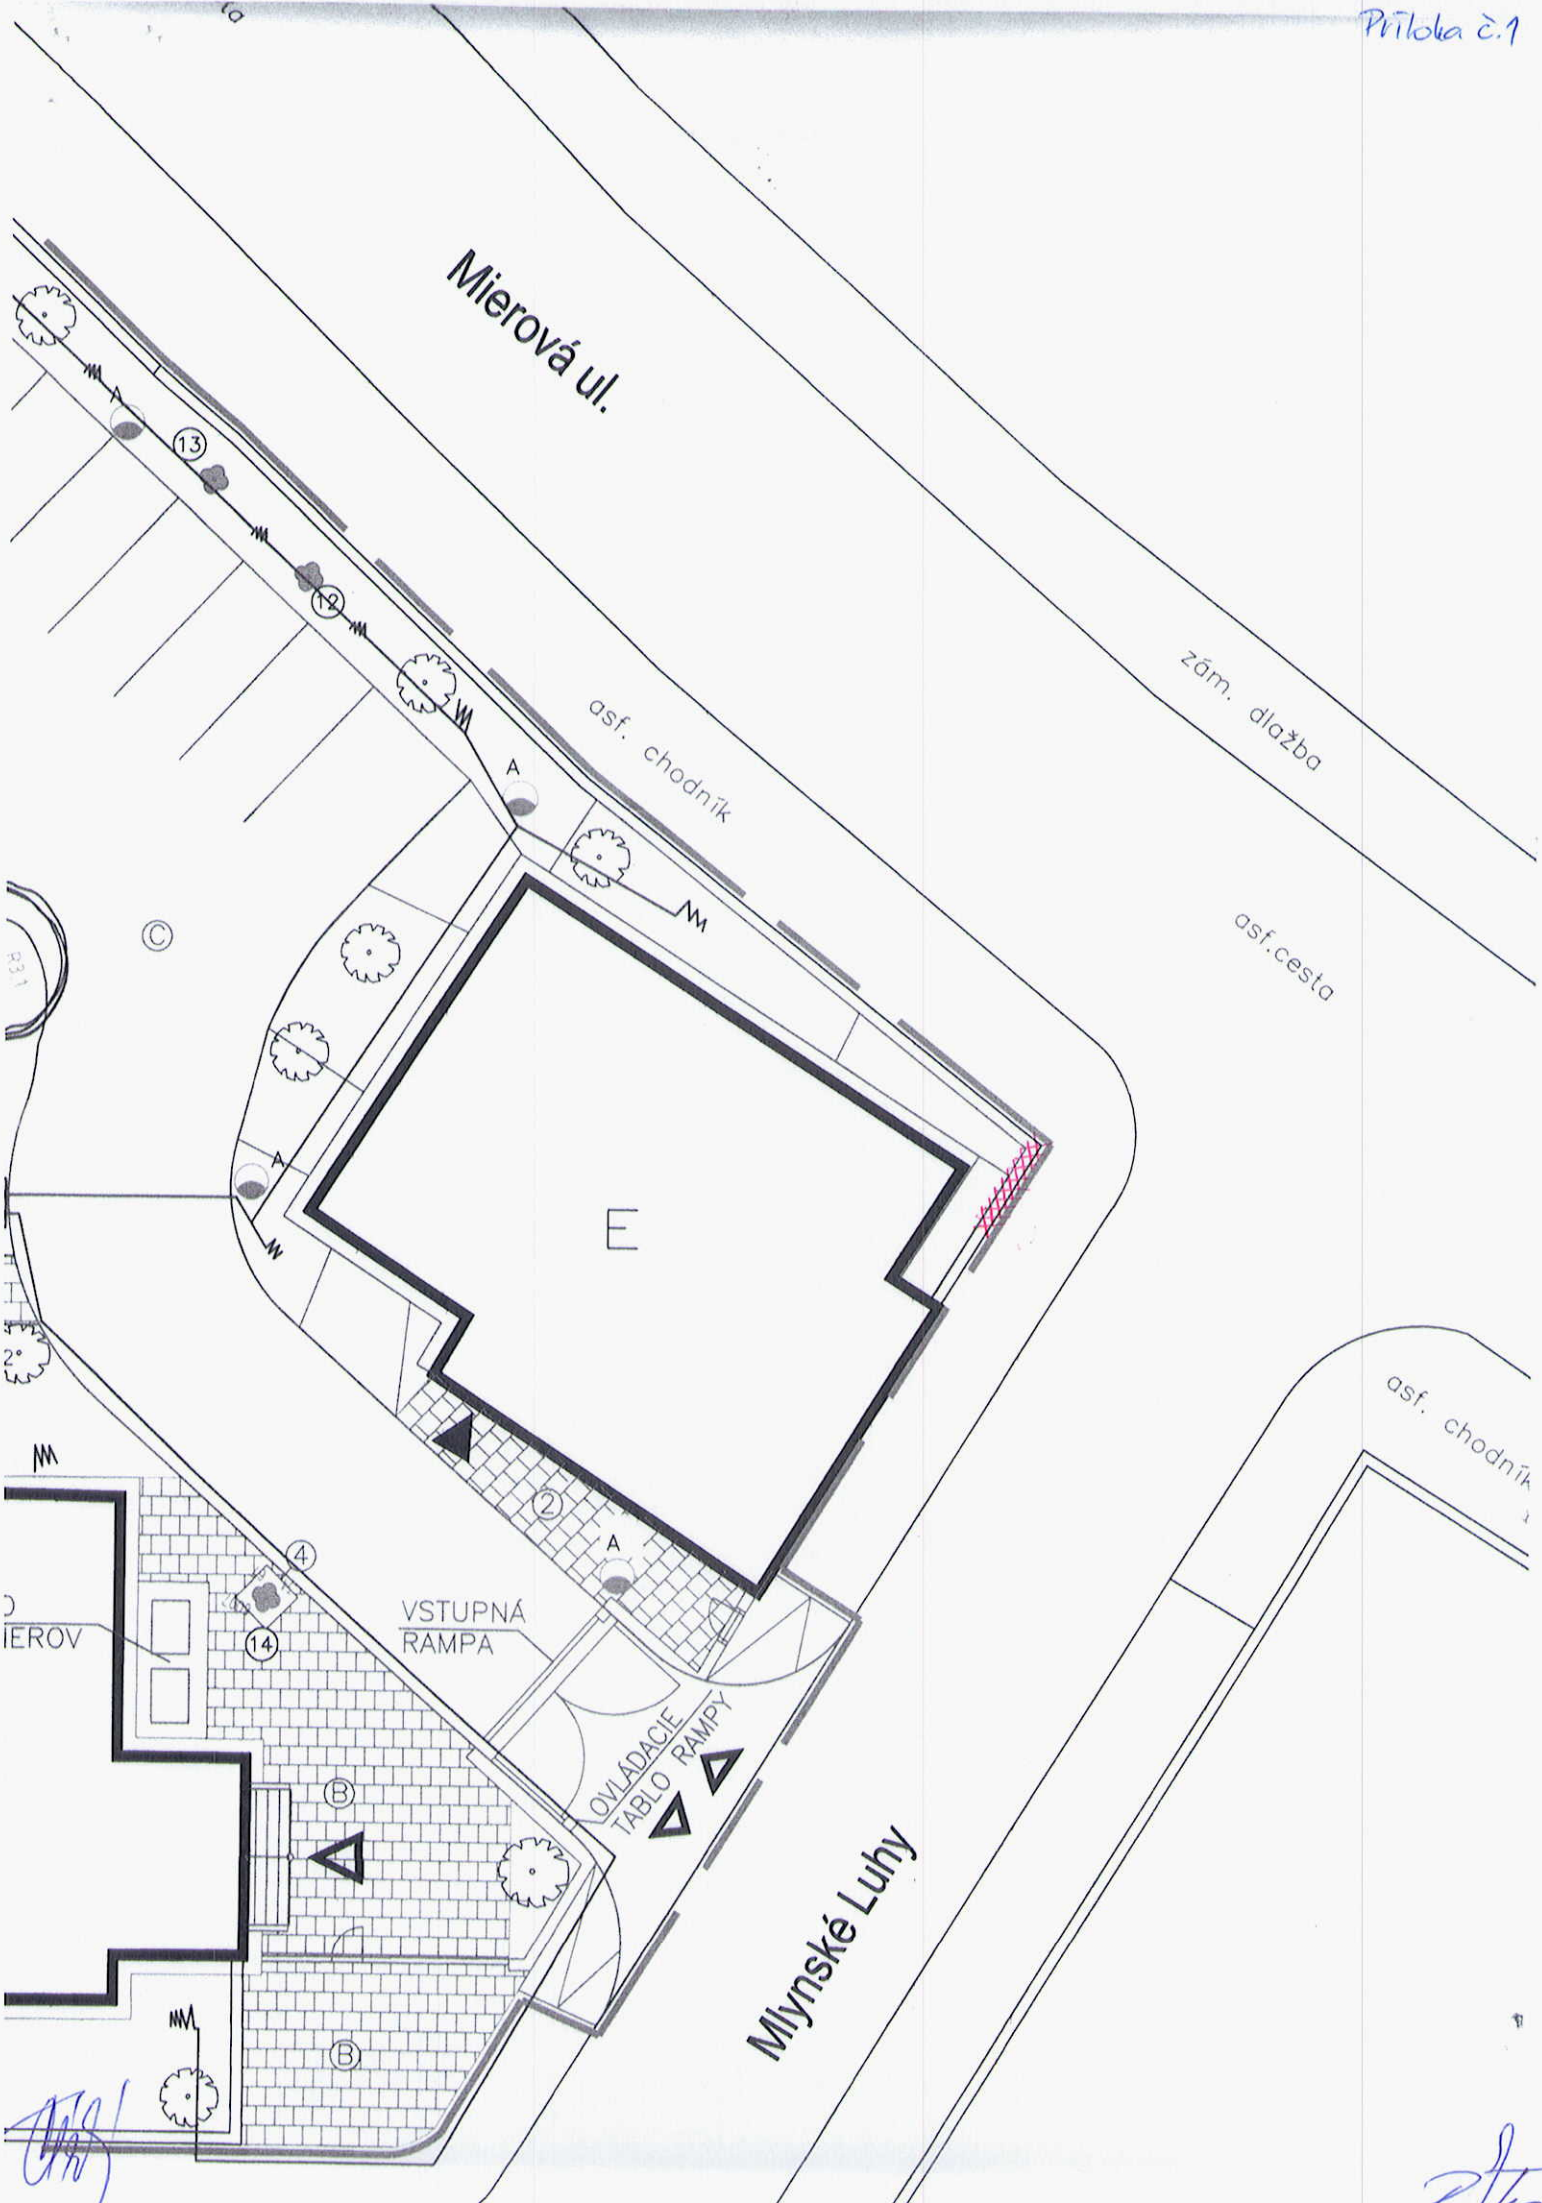 Príloha č.1
Mierová ul.
A
13
12
zám. dlažba
asf. chodník
A
asf.cesta
C
R31
A
E
asf. chodník
2
A
4
14
VSTUPNÁ
RAMPA
IEROV
OVLÁDACIE
TABLO RAMPY
B
Mlynské Luhy
B